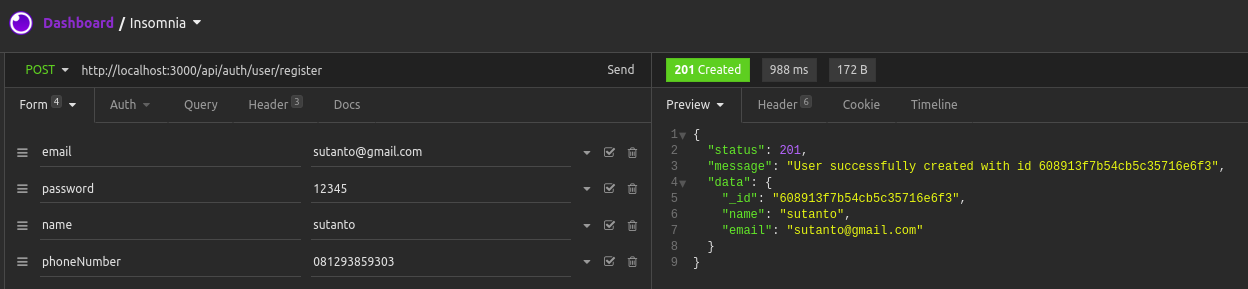 Dashboard / Insomnia
POST http://localhost:3000/api/auth/user/register Send
Form 4 Auth Query Header 3 Docs
email sutanto@gmail.com
password 12345
name sutanto
phoneNumber 081293859303
201 Created 988 ms 172 B
Preview Header 6 Cookie Timeline
1 {
2 "status": 201,
3 "message": "User successfully created with id 608913f7b54cb5c35716e6f3",
4 "data": {
5 "_id": "608913f7b54cb5c35716e6f3",
6 "name": "sutanto",
7 "email": "sutanto@gmail.com"
8 }
9 }